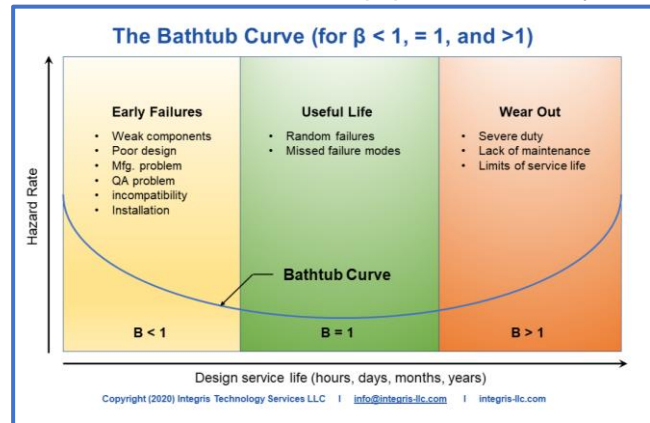 The Bathtub Curve (for β < 1, = 1, and >1)
Hazard Rate
Early Failures
• Weak components
• Poor design
• Mfg. problem
• QA problem
• incompatibility
• Installation
Useful Life
• Random failures
• Missed failure modes
Wear Out
• Severe duty
• Lack of maintenance
• Limits of service life
Bathtub Curve
B < 1
B = 1
B > 1
Design service life (hours, days, months, years)
Copyright (2020) Integris Technology Services LLC I info@integris-llc.com I integris-llc.com